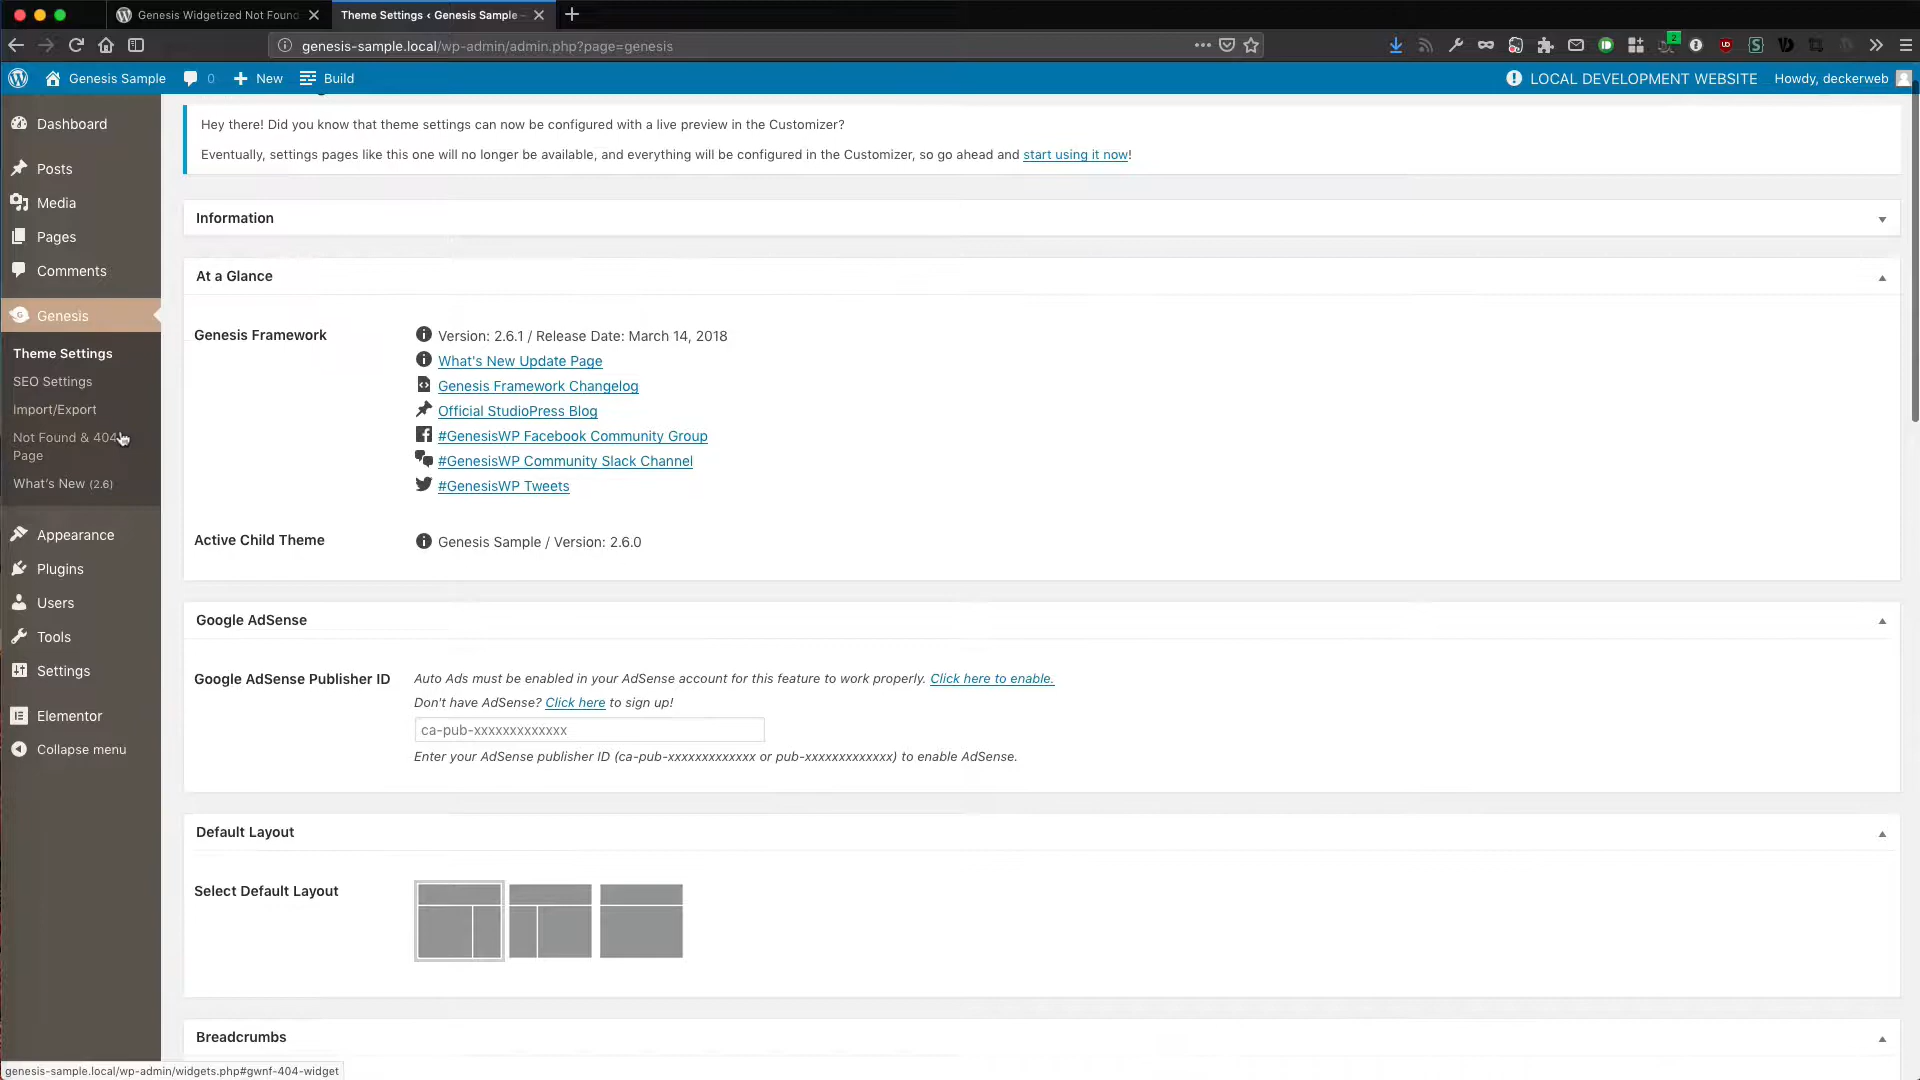 Genesis Widgetized Not Foun
Theme Settings ‹ Genesis Sample –
genesis-sample.local/wp-admin/admin.php?page=genesis
2
Genesis Sample
0
New
Build
LOCAL DEVELOPMENT WEBSITE
Howdy, deckerweb
Dashboard
Posts
Media
Pages
Comments
Genesis
Theme Settings
SEO Settings
Import/Export
Not Found & 404
Page
What's New (2.6)
Appearance
Plugins
Users
Tools
Settings
Elementor
Collapse menu
Hey there! Did you know that theme settings can now be configured with a live preview in the Customizer?
Eventually, settings pages like this one will no longer be available, and everything will be configured in the Customizer, so go ahead and start using it now!
Information
At a Glance
Genesis Framework
Version: 2.6.1 / Release Date: March 14, 2018
What's New Update Page
Genesis Framework Changelog
Official StudioPress Blog
#GenesisWP Facebook Community Group
#GenesisWP Community Slack Channel
#GenesisWP Tweets
Active Child Theme
Genesis Sample / Version: 2.6.0
Google AdSense
Google AdSense Publisher ID
Auto Ads must be enabled in your AdSense account for this feature to work properly. Click here to enable.
Don't have AdSense? Click here to sign up!
ca-pub-xxxxxxxxxxxxx
Enter your AdSense publisher ID (ca-pub-xxxxxxxxxxxxx or pub-xxxxxxxxxxxxx) to enable AdSense.
Default Layout
Select Default Layout
Breadcrumbs
genesis-sample.local/wp-admin/widgets.php#gwnf-404-widget